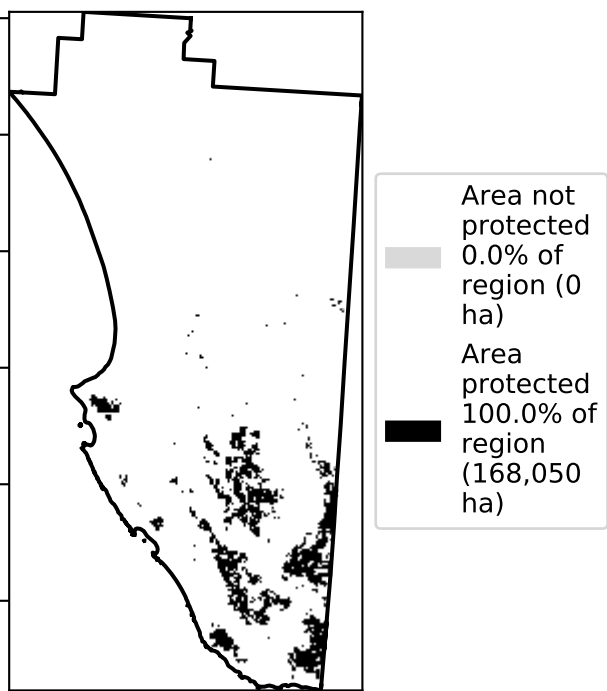 Area not
protected
0.0% of
region (0
ha)
Area
protected
100.0% of
region
(168,050
ha)